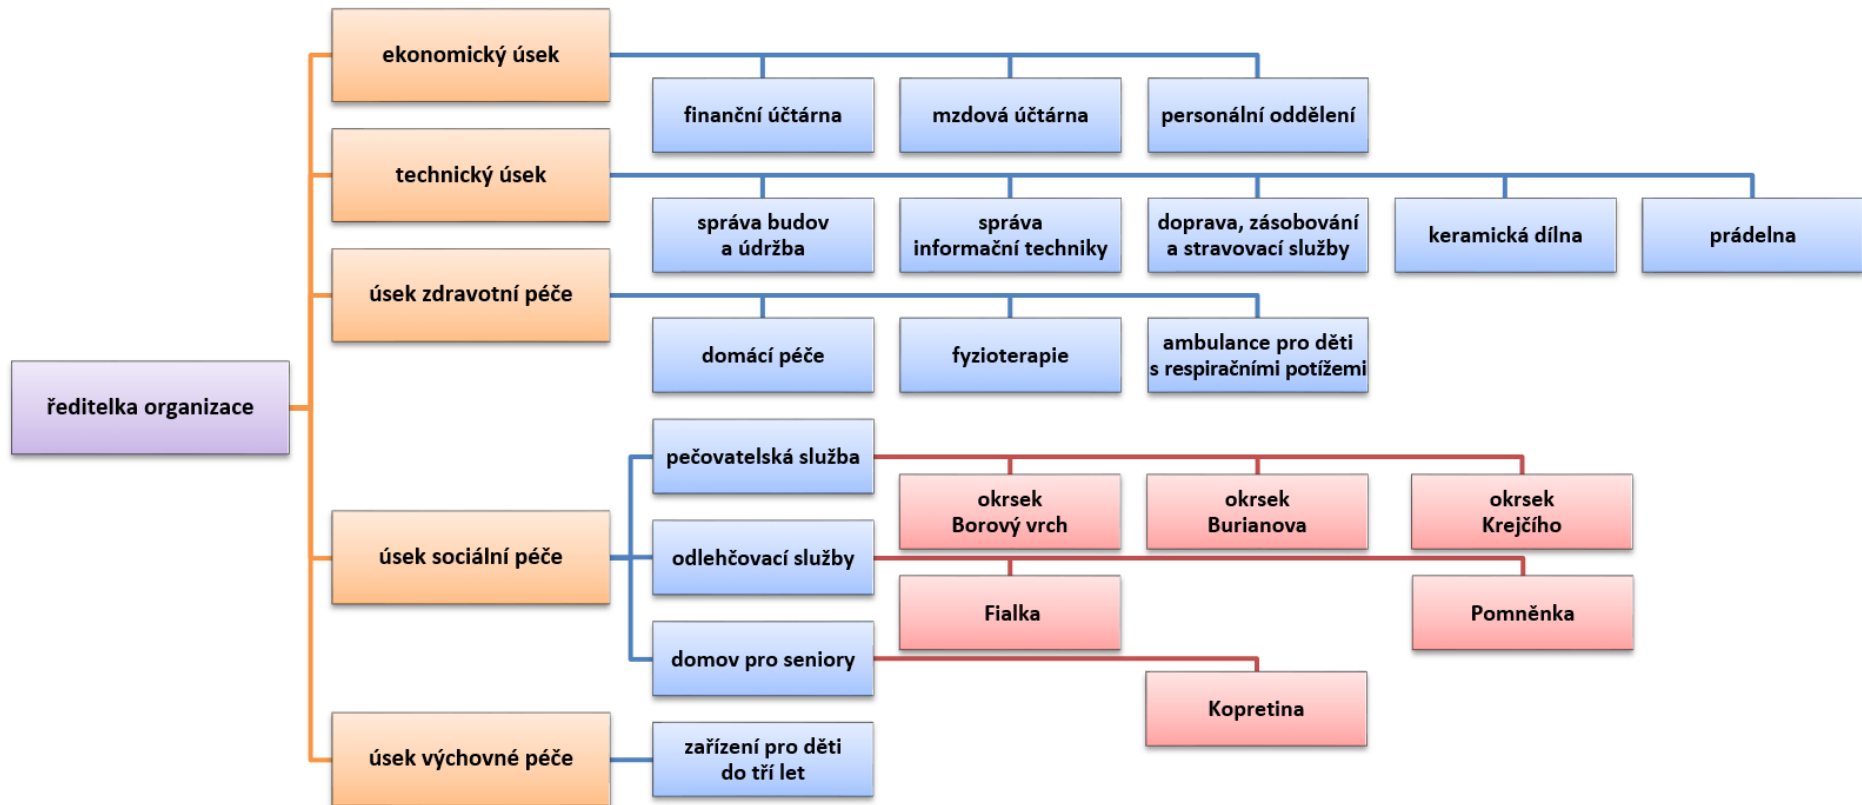 ekonomický úsek
finanční účtárna
mzdová účtárna
personální oddělení
technický úsek
správa budov
a údržba
správa
informační techniky
doprava, zásobování
a stravovací služby
keramická dílna
prádelna
úsek zdravotní péče
domácí péče
fyzioterapie
ambulance pro děti
s respiračními potížemi
ředitelka organizace
pečovatelská služba
okrsek
Borový vrch
okrsek
Burianova
okrsek
Krejčího
úsek sociální péče
odlehčovací služby
Fialka
Pomněnka
domov pro seniory
Kopretina
úsek výchovné péče
zařízení pro děti
do tří let